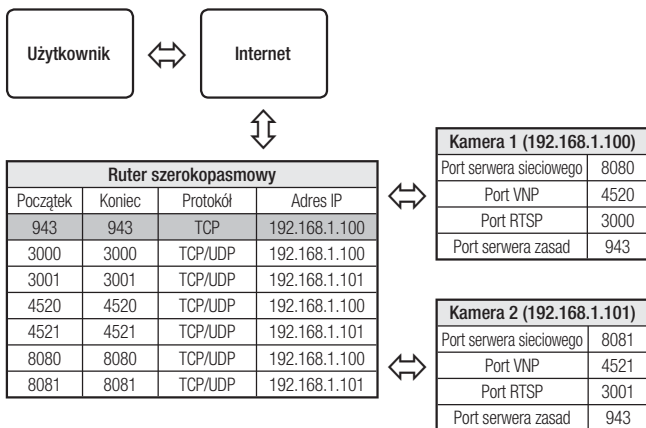 Użytkownik
Internet
Ruter szerokopasmowy
Początek Koniec Protokół Adres IP
943 943 TCP 192.168.1.100
3000 3000 TCP/UDP 192.168.1.100
3001 3001 TCP/UDP 192.168.1.101
4520 4520 TCP/UDP 192.168.1.100
4521 4521 TCP/UDP 192.168.1.101
8080 8080 TCP/UDP 192.168.1.100
8081 8081 TCP/UDP 192.168.1.101
Kamera 1 (192.168.1.100)
Port serwera sieciowego 8080
Port VNP 4520
Port RTSP 3000
Port serwera zasad 943
Kamera 2 (192.168.1.101)
Port serwera sieciowego 8081
Port VNP 4521
Port RTSP 3001
Port serwera zasad 943